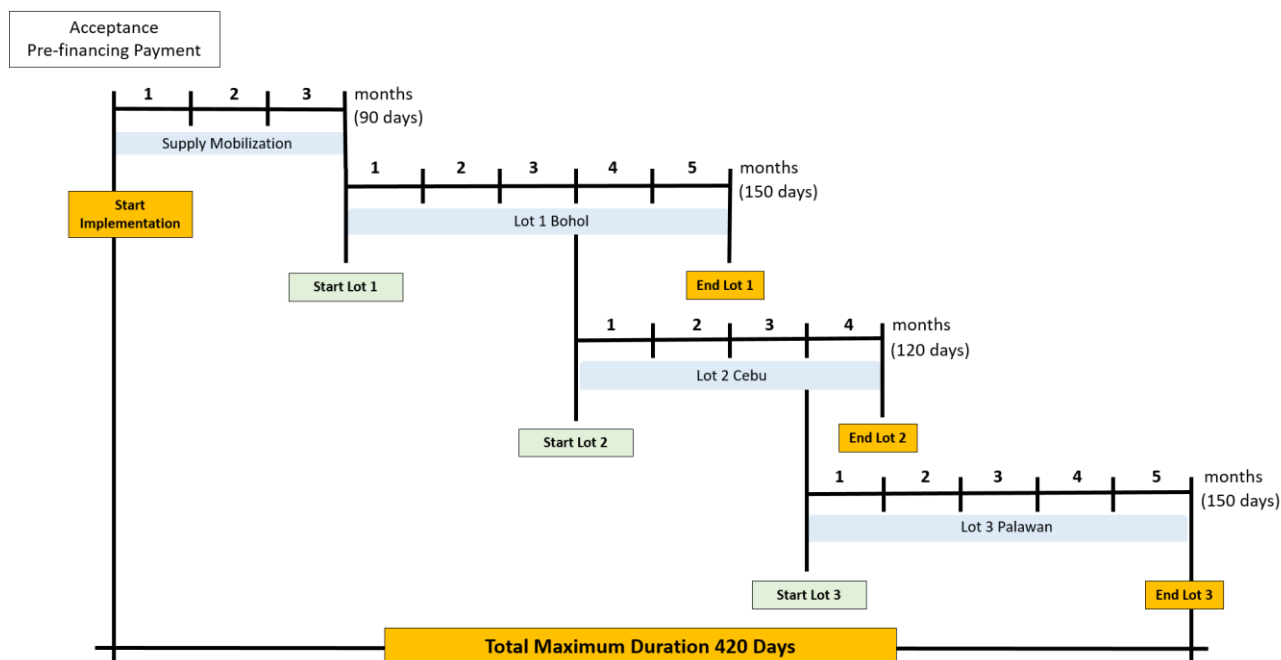 Acceptance
Pre-financing Payment
1 2 3 months
(90 days)
Supply Mobilization
Start
Implementation
1 2 3 4 5 months
(150 days)
Lot 1 Bohol
Start Lot 1
End Lot 1
1 2 3 4 months
(120 days)
Lot 2 Cebu
Start Lot 2
End Lot 2
1 2 3 4 5 months
(150 days)
Lot 3 Palawan
Start Lot 3
End Lot 3
Total Maximum Duration 420 Days